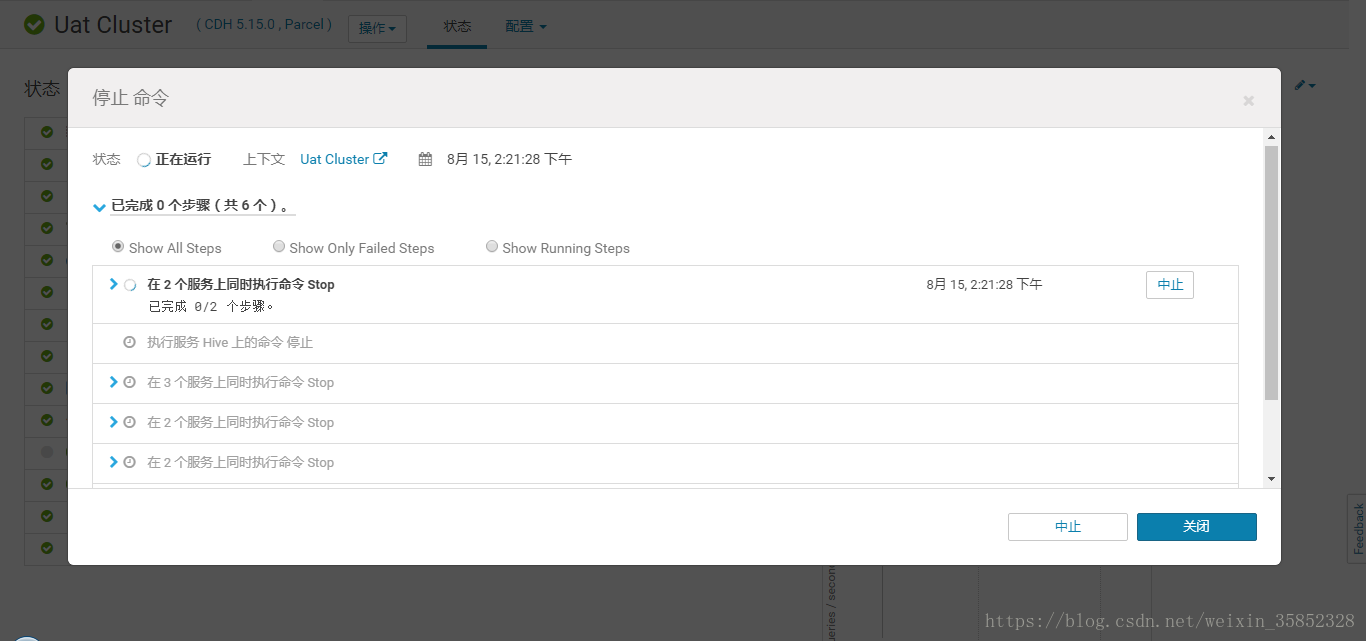 Uat Cluster ( CDH 5.15.0 , Parcel ) 操作 状态 配置
状态
停止 命令
状态 正在运行 上下文 Uat Cluster 8月 15, 2:21:28 下午
已完成 0 个步骤 ( 共 6 个 ) 。
Show All Steps Show Only Failed Steps Show Running Steps
在 2 个服务上同时执行命令 Stop 8月 15, 2:21:28 下午 中止
已完成 0/2 个步骤。
执行服务 Hive 上的命令 停止
在 3 个服务上同时执行命令 Stop
在 2 个服务上同时执行命令 Stop
在 2 个服务上同时执行命令 Stop
中止 关闭
Feedback
ueries / second
https://blog.csdn.net/weixin_35852328